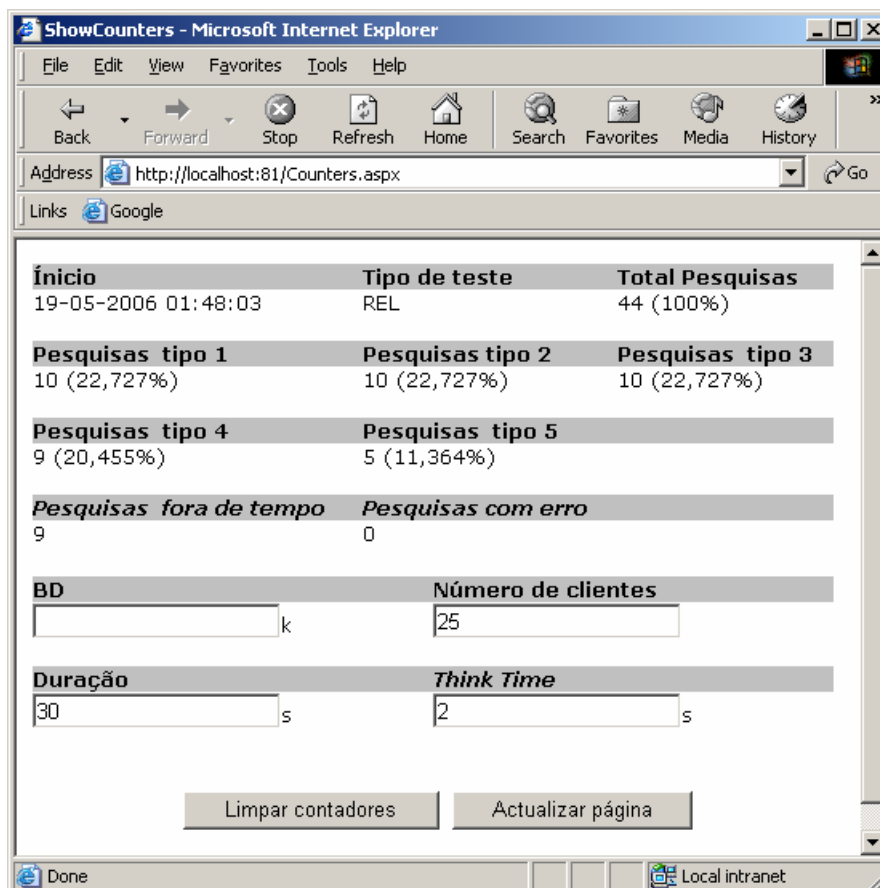 ShowCounters - Microsoft Internet Explorer
File Edit View Favorites Tools Help
Back Forward Stop Refresh Home Search Favorites Media History »
Address http://localhost:81/Counters.aspx Go
Links Google
Ínicio Tipo de teste Total Pesquisas
19-05-2006 01:48:03 REL 44 (100%)
Pesquisas tipo 1 Pesquisas tipo 2 Pesquisas tipo 3
10 (22,727%) 10 (22,727%) 10 (22,727%)
Pesquisas tipo 4 Pesquisas tipo 5
9 (20,455%) 5 (11,364%)
Pesquisas fora de tempo Pesquisas com erro
9 0
BD Número de clientes
k 25
Duração Think Time
30 s 2 s
Limpar contadores Actualizar página
Done Local intranet